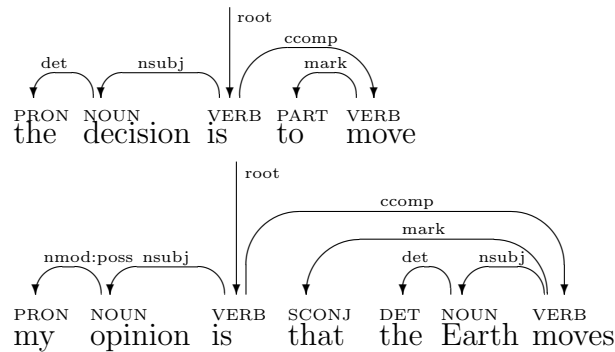 root
ccomp
det nsubj mark
PRON NOUN VERB PART VERB
the decision is to move
root
ccomp
mark
nmod:poss nsubj det nsubj
PRON NOUN VERB SCONJ DET NOUN VERB
my opinion is that the Earth moves